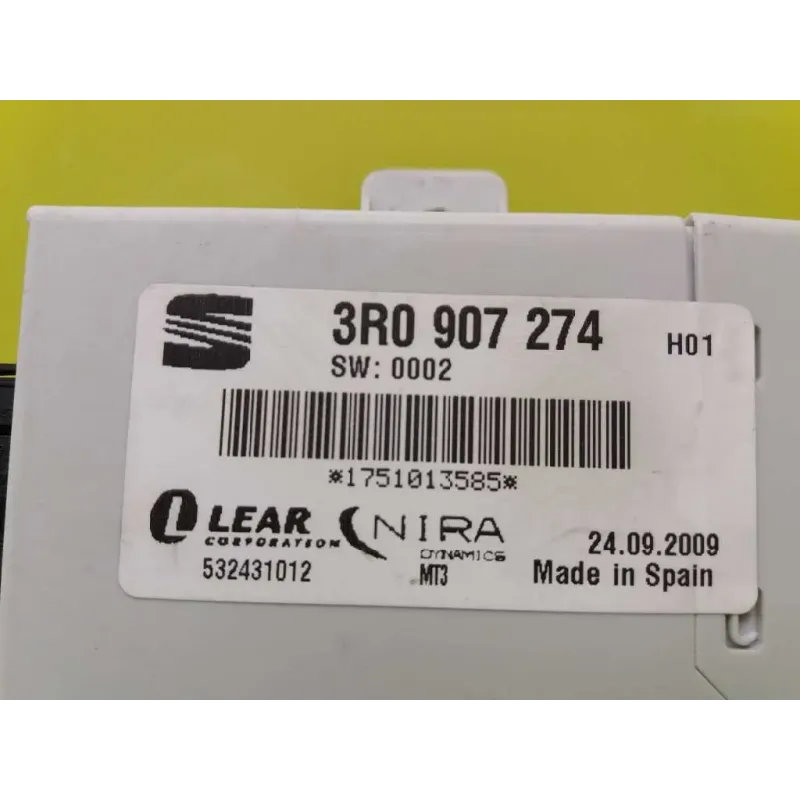 3R0 907 274 H01
SW: 0002
*1751013585*
LEAR
CORPORATION
NIRA
DYNAMICS
24.09.2009
532431012
MT3
Made in Spain